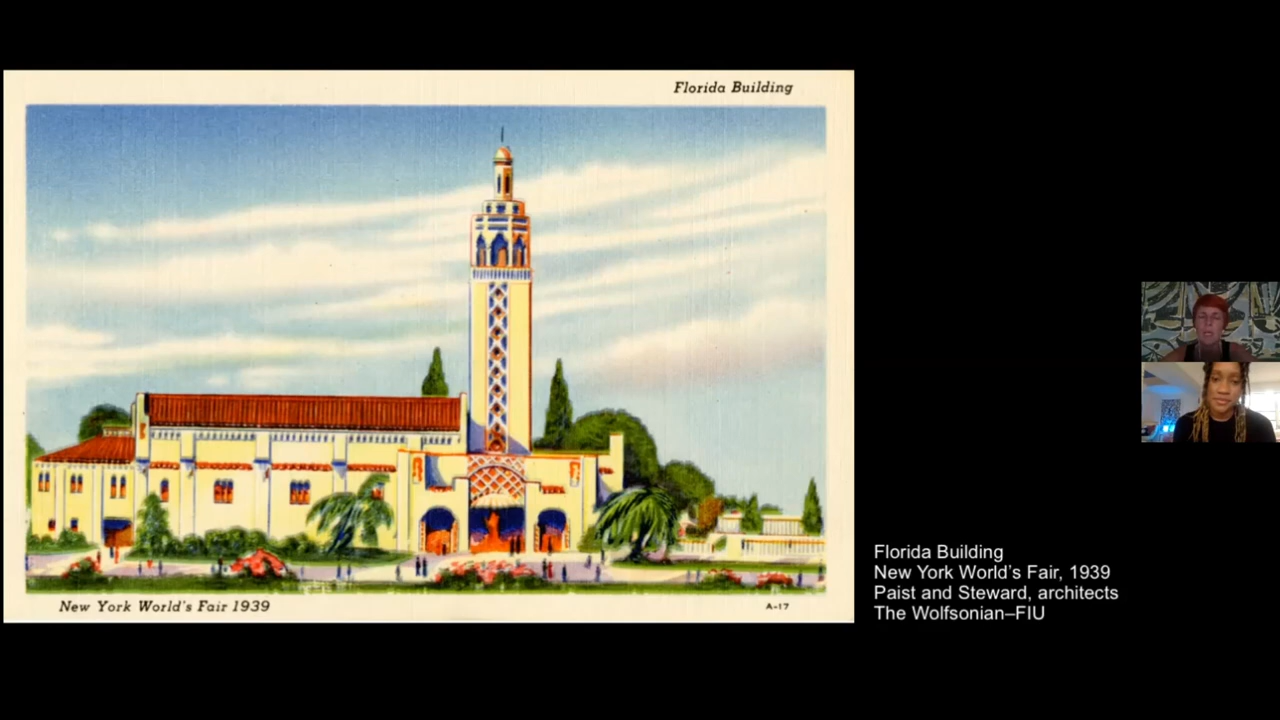 Florida Building
New York World's Fair 1939
A-17
Florida Building
New York World’s Fair, 1939
Paist and Steward, architects
The Wolfsonian–FIU